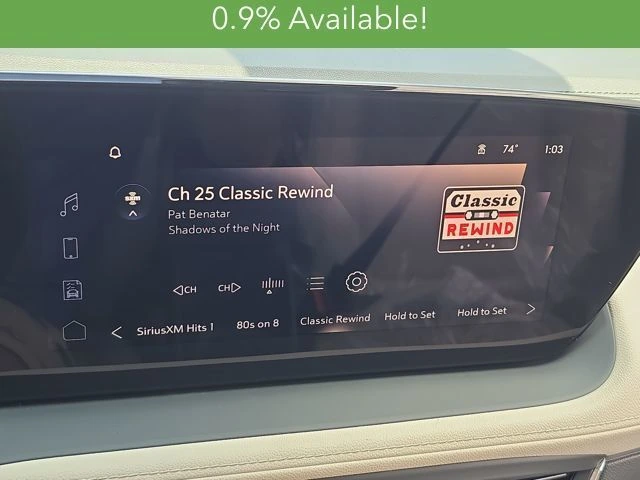 0.9% Available!
74° 1:03
sxm
Ch 25 Classic Rewind
Pat Benatar
Shadows of the Night
Classic
REWIND
CH CH
SiriusXM Hits 1 80s on 8 Classic Rewind Hold to Set Hold to Set